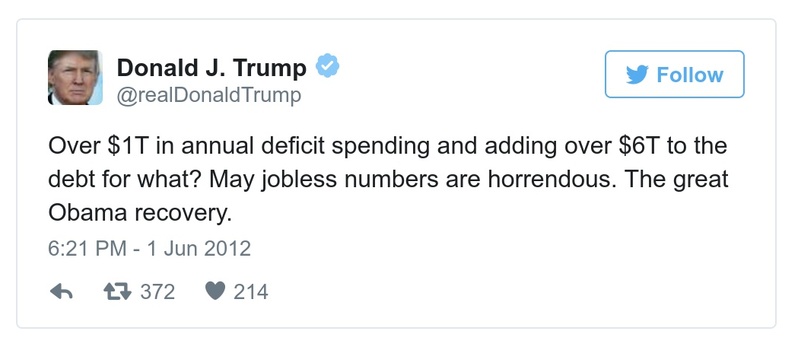 Donald J. Trump
Follow
@realDonaldTrump
Over $1T in annual deficit spending and adding over $6T to the
debt for what? May jobless numbers are horrendous. The great
Obama recovery.
6:21 PM - 1 Jun 2012
372 214